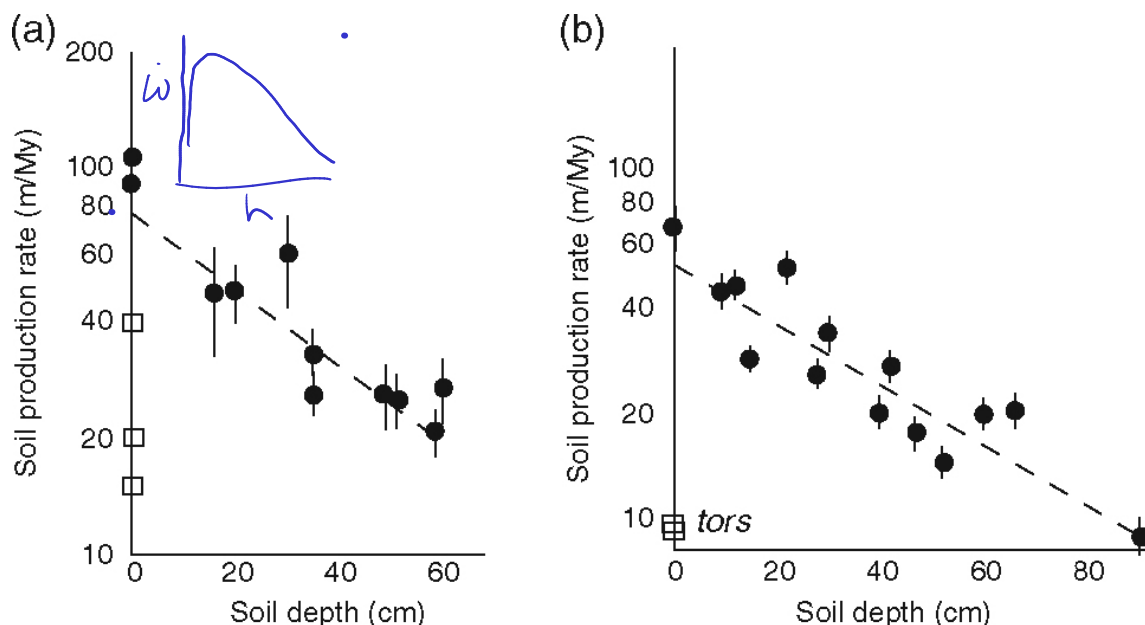 (a)
200
100
80
60
40
20
10
0 20 40 60
Soil depth (cm)
Soil production rate (m/My)
ẇ
h
(b)
100
80
60
40
20
10
tors
0 20 40 60 80
Soil depth (cm)
Soil production rate (m/My)